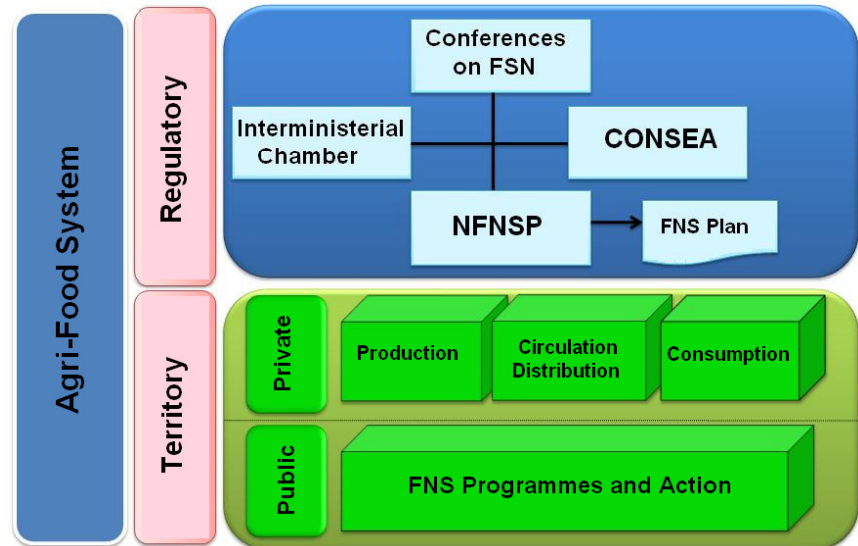 Agri-Food System
Regulatory
Conferences
on FSN
Interministerial
Chamber
CONSEA
NFNSP
FNS Plan
Territory
Private
Production
Circulation
Distribution
Consumption
Public
FNS Programmes and Action